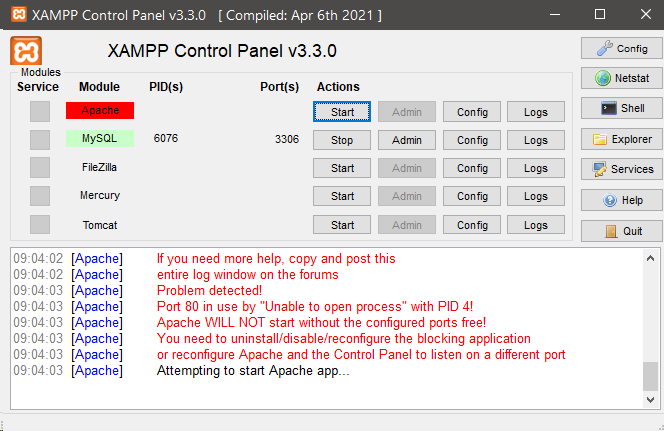 XAMPP Control Panel v3.3.0 [ Compiled: Apr 6th 2021 ]
XAMPP Control Panel v3.3.0
Config
Modules
Service Module PID(s) Port(s) Actions
Netstat
Apache Start Admin Config Logs
Shell
MySQL 6076 3306 Stop Admin Config Logs
Explorer
FileZilla Start Admin Config Logs
Services
Mercury Start Admin Config Logs
Help
Tomcat Start Admin Config Logs
Quit
09:04:02 [Apache] If you need more help, copy and post this
09:04:02 [Apache] entire log window on the forums
09:04:03 [Apache] Problem detected!
09:04:03 [Apache] Port 80 in use by "Unable to open process" with PID 4!
09:04:03 [Apache] Apache WILL NOT start without the configured ports free!
09:04:03 [Apache] You need to uninstall/disable/reconfigure the blocking application
09:04:03 [Apache] or reconfigure Apache and the Control Panel to listen on a different port
09:04:03 [Apache] Attempting to start Apache app...